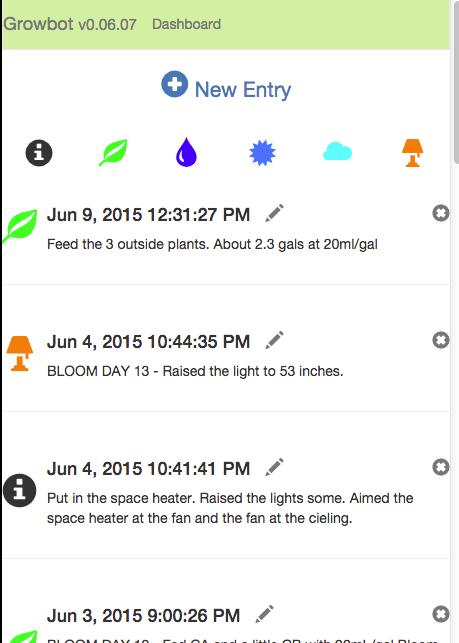 Growbot v0.06.07 Dashboard
New Entry
Jun 9, 2015 12:31:27 PM
Feed the 3 outside plants. About 2.3 gals at 20ml/gal
Jun 4, 2015 10:44:35 PM
BLOOM DAY 13 - Raised the light to 53 inches.
Jun 4, 2015 10:41:41 PM
Put in the space heater. Raised the lights some. Aimed the
space heater at the fan and the fan at the cieling.
Jun 3, 2015 9:00:26 PM